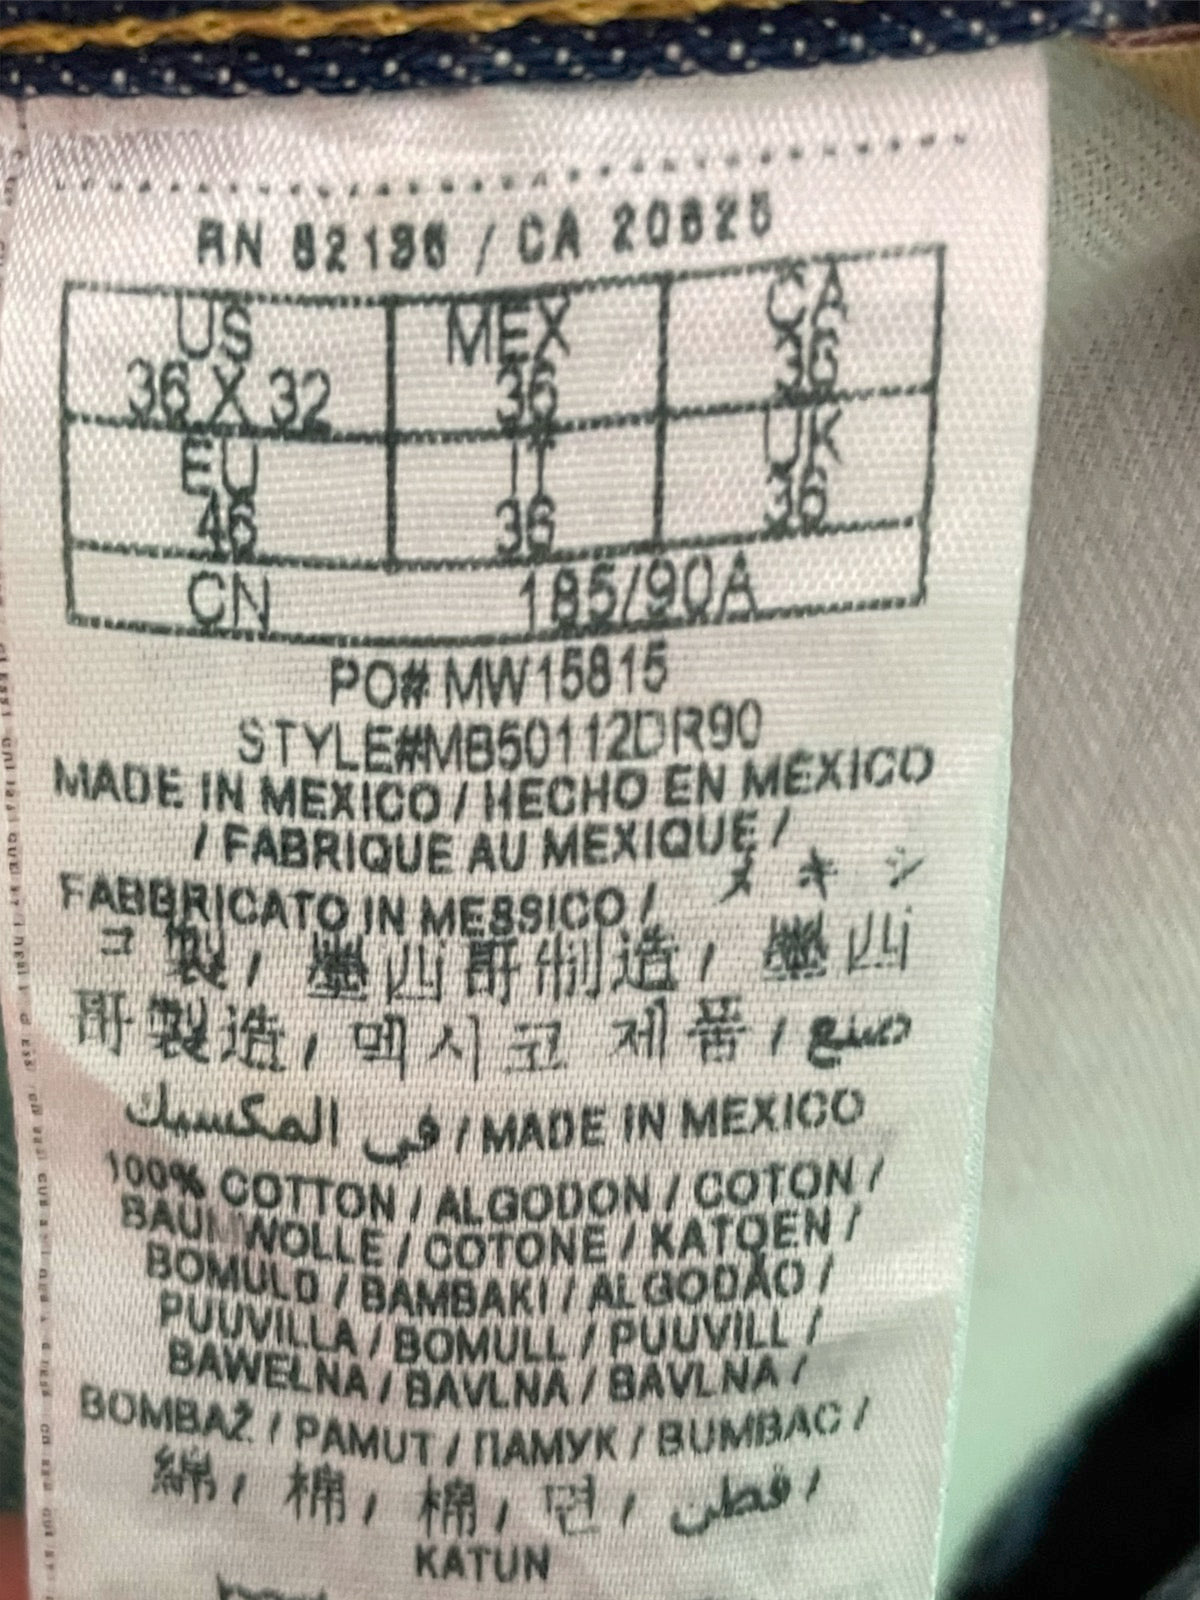 RN 82196 / CA 20625
US MEX CA
36 X 32 36 36
EU IT UK
46 36 36
CN 185/90A
PO# MW15815
STYLE#MB50112DR90
MADE IN MEXICO / HECHO EN MEXICO
/ FABRIQUE AU MEXIQUE /
FABBRICATO IN MESSICO / メキシ
コ製 / 墨西哥制造 / 墨西
哥製造 / 멕시코 제품 / صنع
في المكسيك / MADE IN MEXICO
100% COTTON / ALGODON / COTON /
BAUMWOLLE / COTONE / KATOEN /
BOMULD / BAMBAKI / ALGODÃO /
PUUVILLA / BOMULL / PUUVILL /
BAWEŁNA / BAVLNA / BAVLNA /
BOMBAŽ / PAMUT / ПАМУК / BUMBAC /
綿 / 棉 / 棉 / 면 / قطن /
KATUN